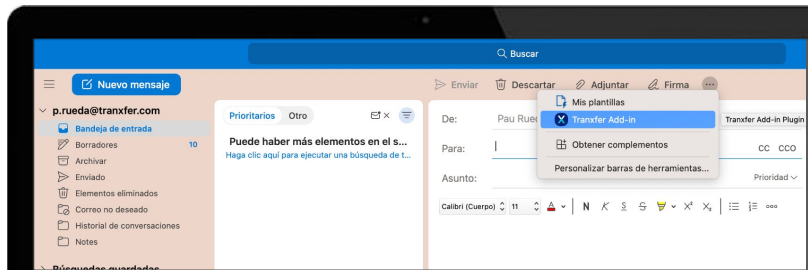 Buscar
Nuevo mensaje
Enviar Descartar Adjuntar Firma
p.rueda@tranxfer.com
Bandeja de entrada
Borradores 10
Archivar
Enviado
Elementos eliminados
Correo no deseado
Historial de conversaciones
Notes
Búsquedas guardadas
Prioritarios Otro
Puede haber más elementos en el s...
Haga clic aquí para ejecutar una búsqueda de t...
De: Pau Rue
Para: CC CCO
Asunto: Prioridad
Mis plantillas
Tranxfer Add-in
Obtener complementos
Personalizar barras de herramientas...
Tranxfer Add-in Plugin
Calibri (Cuerpo) 11 A N K S S X² X₂